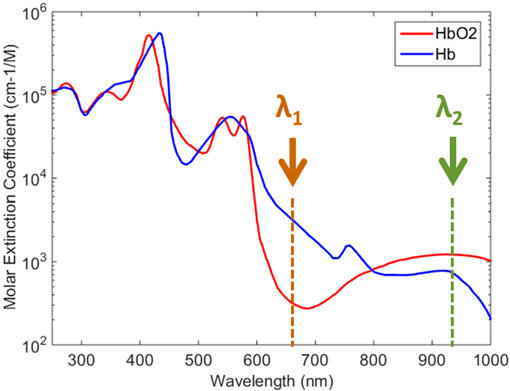 10^6
10^5
10^4
10^3
10^2
Molar Extinction Coefficient (cm-1/M)
HbO2
Hb
λ1
λ2
300 400 500 600 700 800 900 1000
Wavelength (nm)